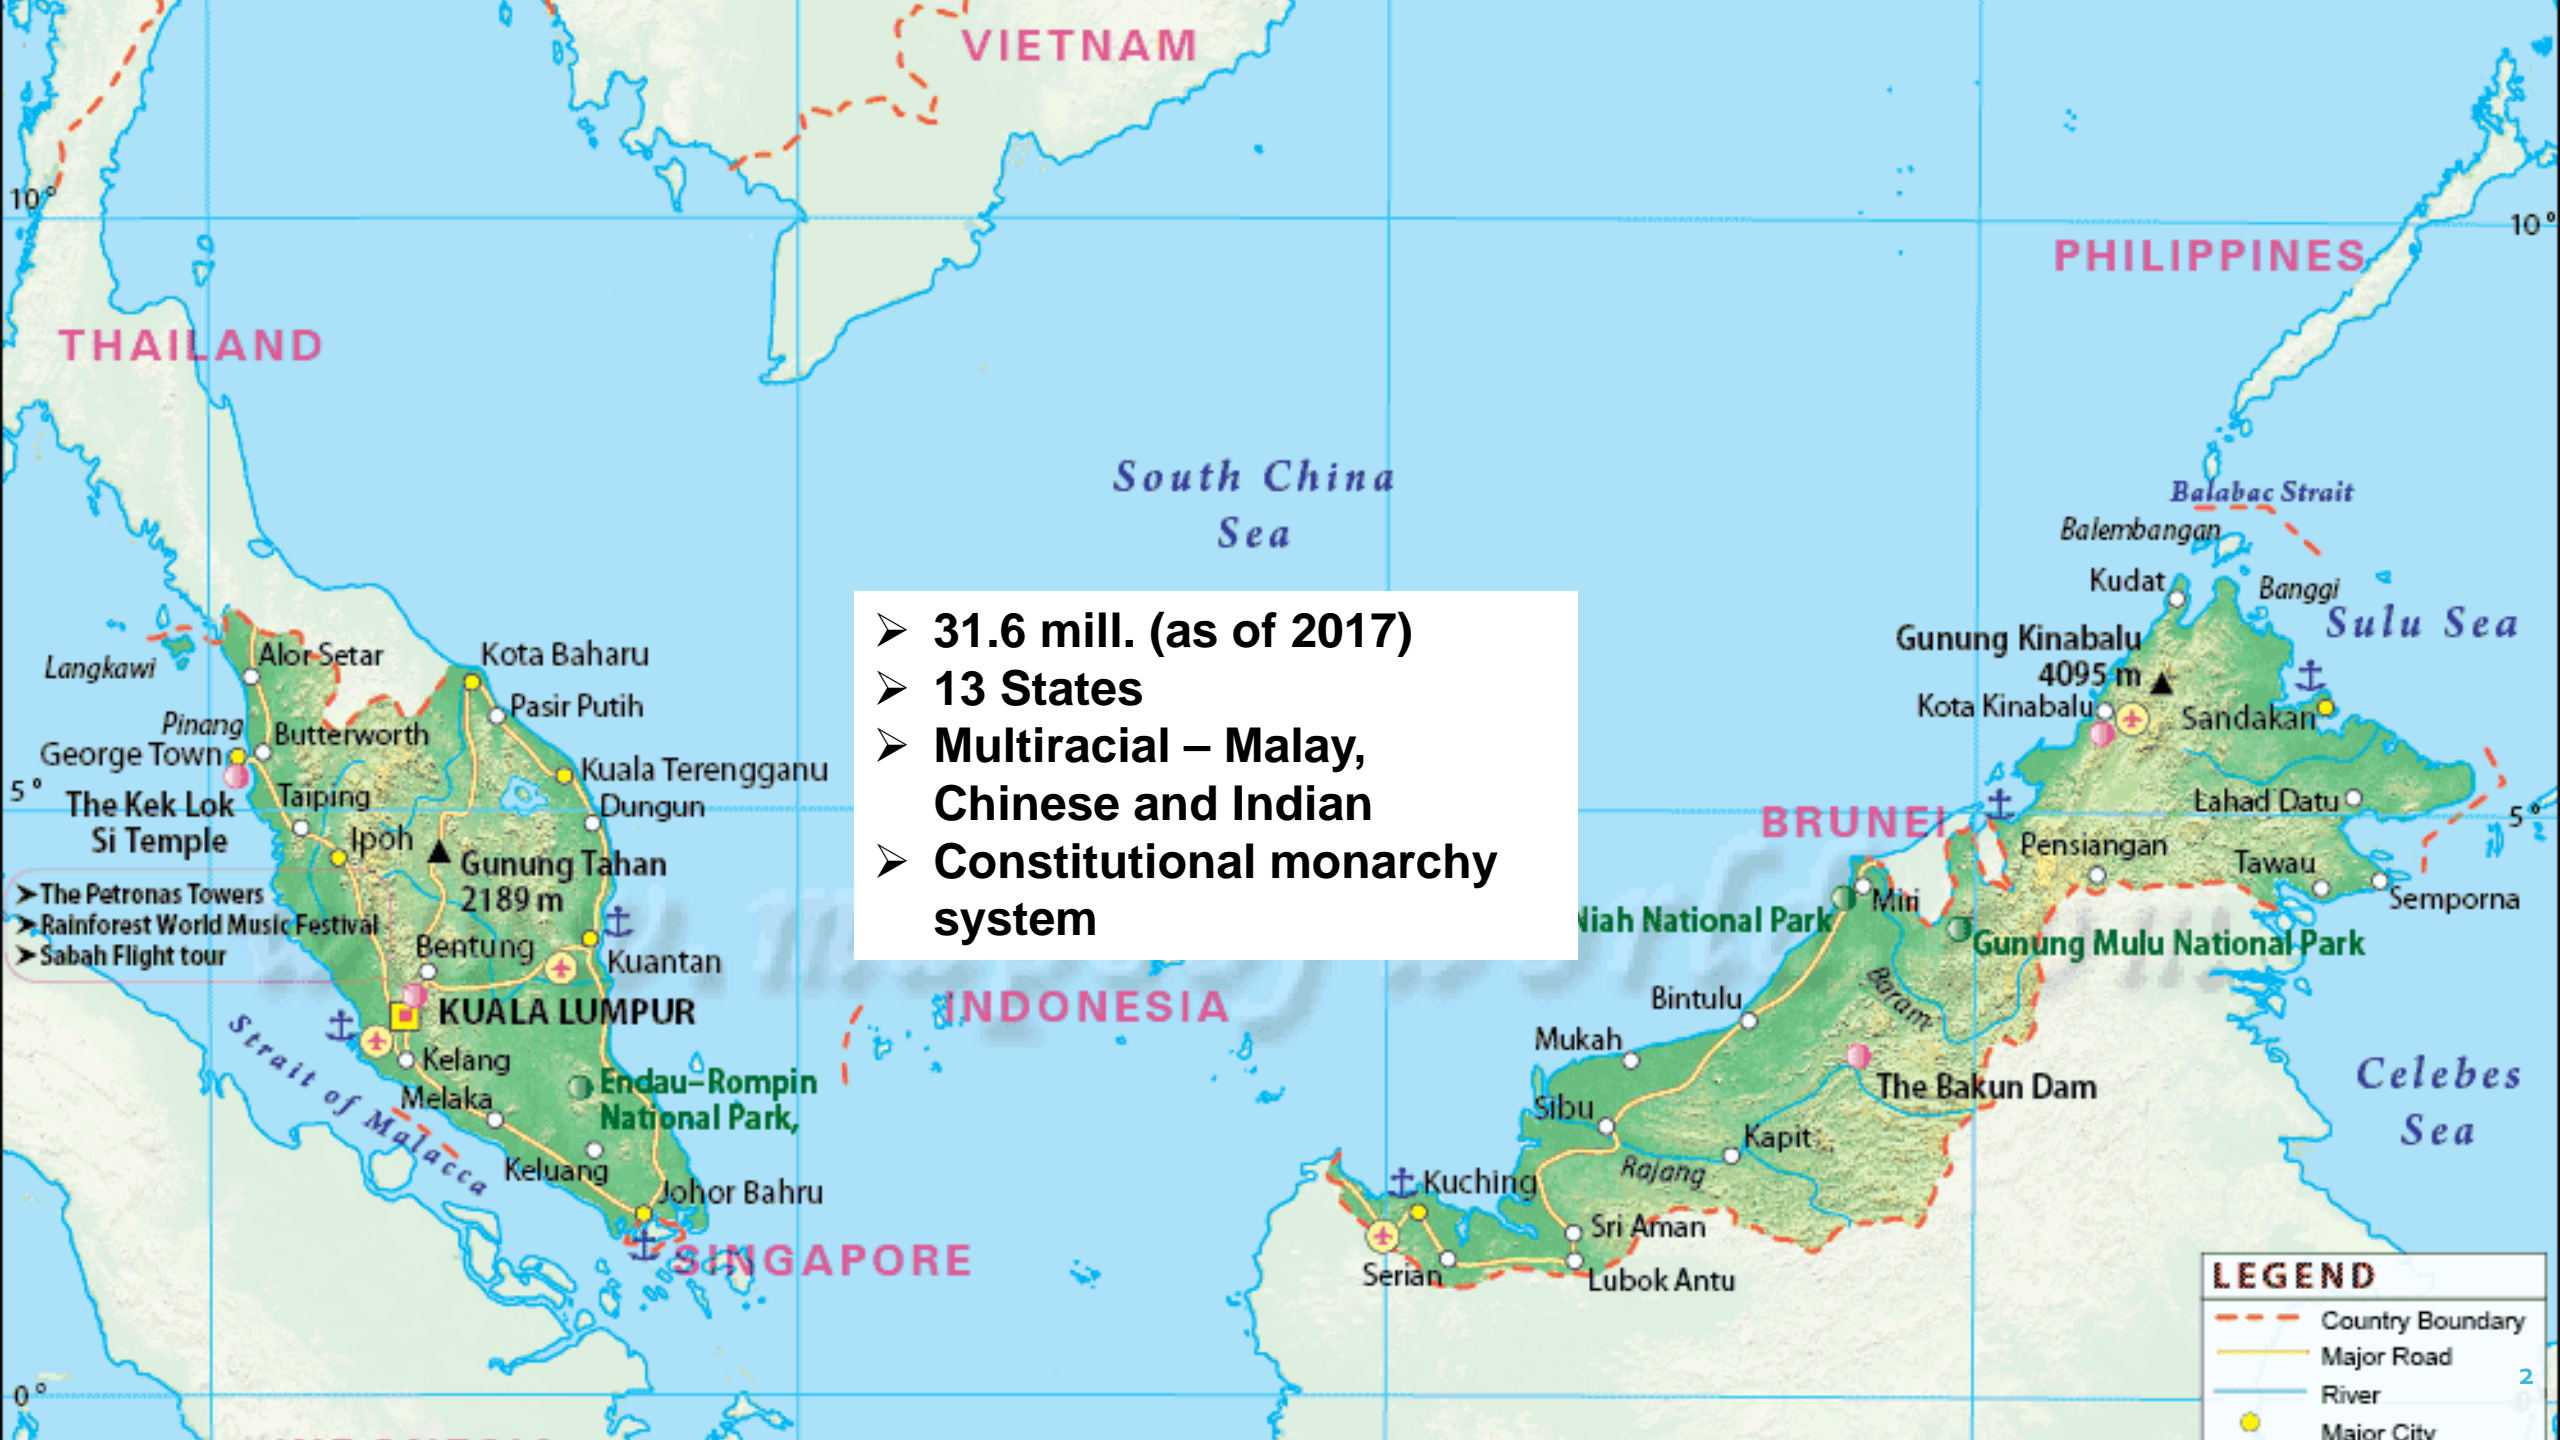 VIETNAM
10°
10°
PHILIPPINES
THAILAND
South China
Sea
Balabac Strait
Balembangan
Kudat
Banggi
Sulu Sea
Gunung Kinabalu
4095 m
Kota Kinabalu
Sandakan
➢ 31.6 mill. (as of 2017)
➢ 13 States
➢ Multiracial – Malay,
Chinese and Indian
➢ Constitutional monarchy
system
Alor Setar
Langkawi
Kota Baharu
Pasir Putih
Pinang
George Town
Butterworth
Kuala Terengganu
Dungun
5°
The Kek Lok
Si Temple
Taiping
Ipoh
Gunung Tahan
2189 m
➤The Petronas Towers
➤Rainforest World Music Festival
➤Sabah Flight tour
Bentung
Kuantan
KUALA LUMPUR
Kelang
Melaka
Strait of Malacca
Endau–Rompin
National Park,
Keluang
Johor Bahru
SINGAPORE
INDONESIA
BRUNEI
Lahad Datu
5°
Pensiangan
Tawau
Semporna
Miri
Niah National Park
Gunung Mulu National Park
Baram
Bintulu
Mukah
The Bakun Dam
Celebes
Sea
Sibu
Kapit
Rajang
Kuching
Sri Aman
Serian
Lubok Antu
LEGEND
Country Boundary
Major Road
River
Major City
2
0°